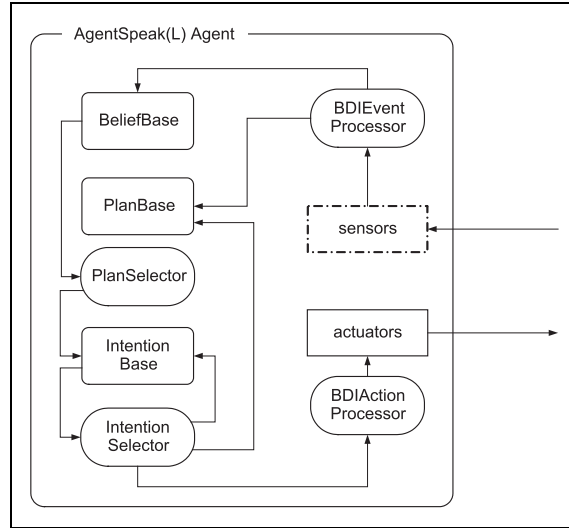 AgentSpeak(L) Agent
BeliefBase
BDIEvent
Processor
PlanBase
sensors
PlanSelector
actuators
Intention
Base
BDIAction
Processor
Intention
Selector